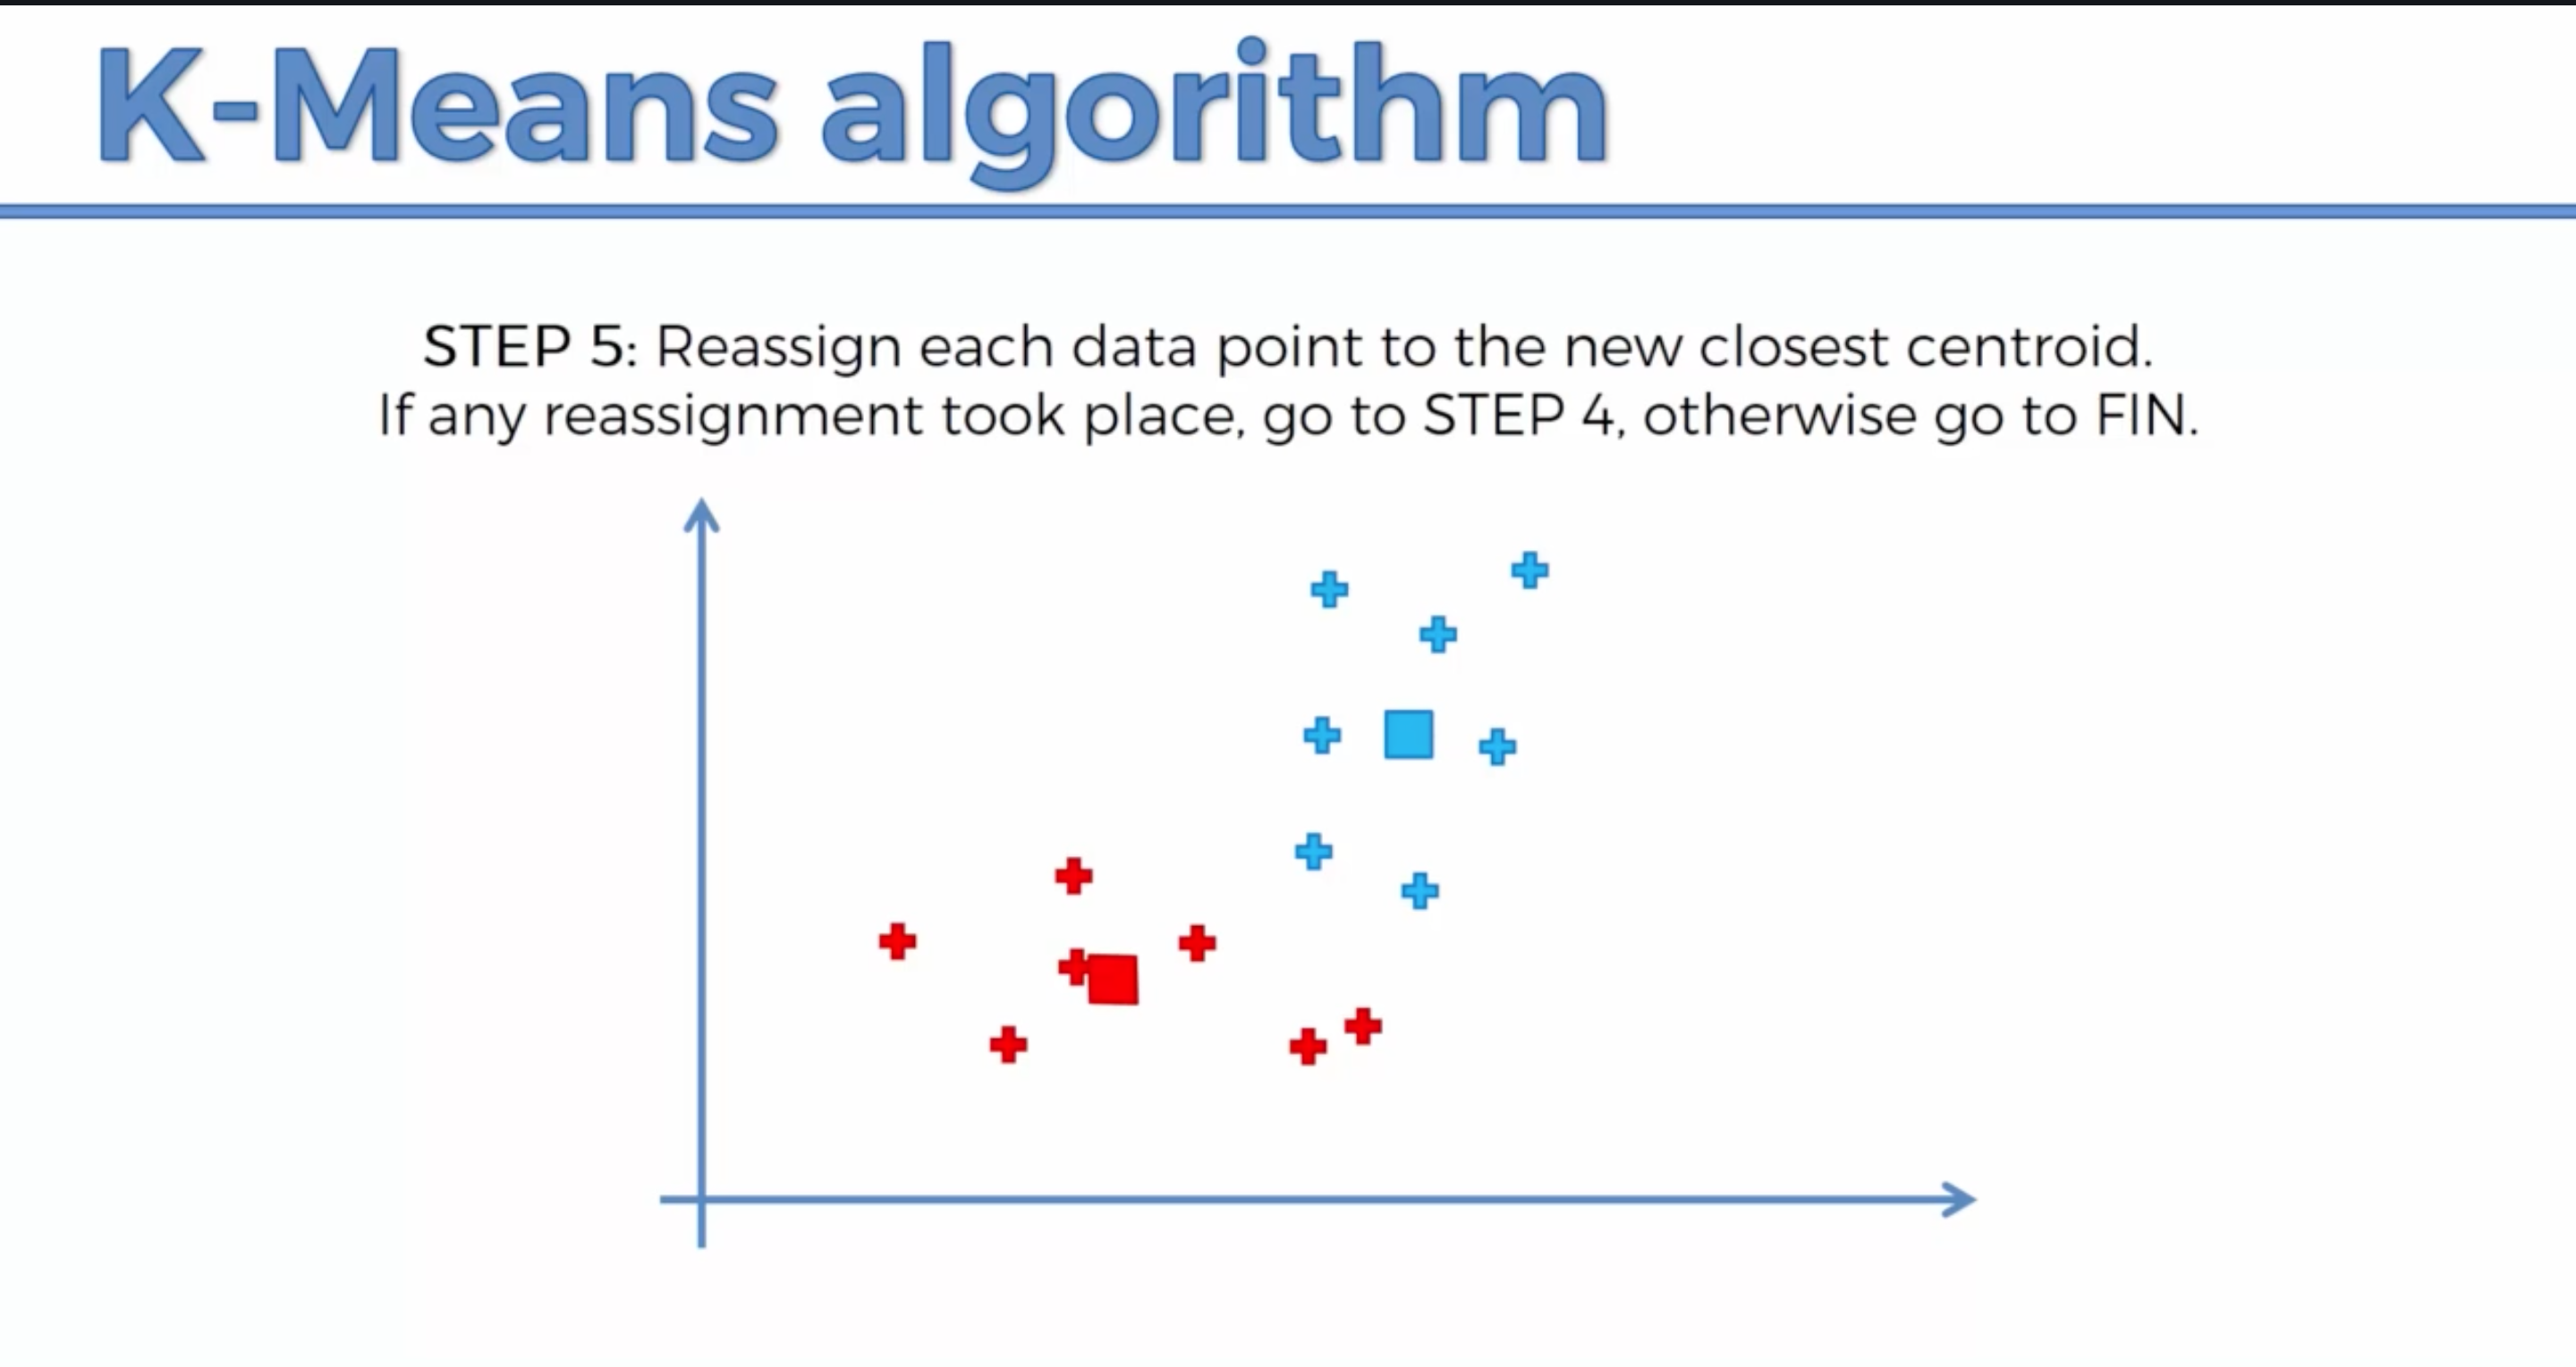 K-Means algorithm
STEP 5: Reassign each data point to the new closest centroid.
If any reassignment took place, go to STEP 4, otherwise go to FIN.